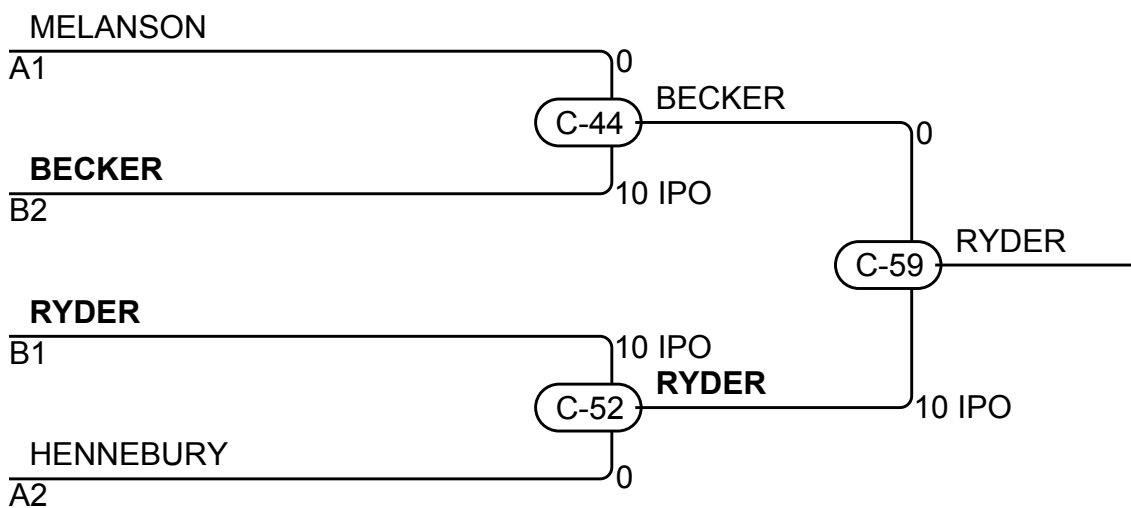 MELANSON
A1
0
C-44
BECKER
0
BECKER
B2
10 IPO
C-59
RYDER
RYDER
B1
10 IPO
RYDER
C-52
10 IPO
HENNEBURY
A2
0